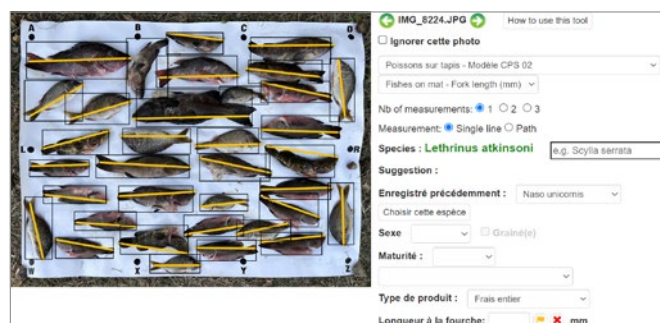 IMG_8224.JPG How to use this tool
Ignorer cette photo
Poissons sur tapis - Modèle CPS 02
Fishes on mat - Fork length (mm)
Nb of measurements: 1 2 3
Measurement: Single line Path
Species : Lethrinus atkinsoni e.g. Scylla serrata
Suggestion :
Enregistré précédemment : Naso unicornis
Choisir cette espèce
Sexe Grainé(e)
Maturité :
Type de produit : Frais entier
Longueur à la fourche: mm
A B C D
L R
W X Y Z